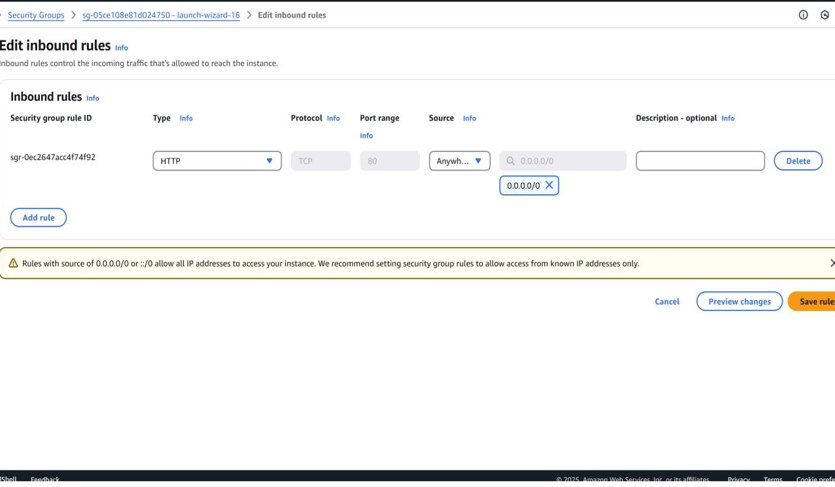 Security Groups > sg-05ce108e81d024750 - launch-wizard-16 > Edit inbound rules
Edit inbound rules Info
Inbound rules control the incoming traffic that's allowed to reach the instance.
Inbound rules Info
Security group rule ID Type Info Protocol Info Port range Source Info Description - optional Info
Info
sgr-0ec2647acc4f74f92 HTTP TCP 80 Anywh... 0.0.0.0/0 Delete
0.0.0.0/0
Add rule
Rules with source of 0.0.0.0/0 or ::/0 allow all IP addresses to access your instance. We recommend setting security group rules to allow access from known IP addresses only.
Cancel Preview changes Save rule
Shell Feedback © 2025, Amazon Web Services, Inc. or its affiliates. Privacy Terms Cookie prefe